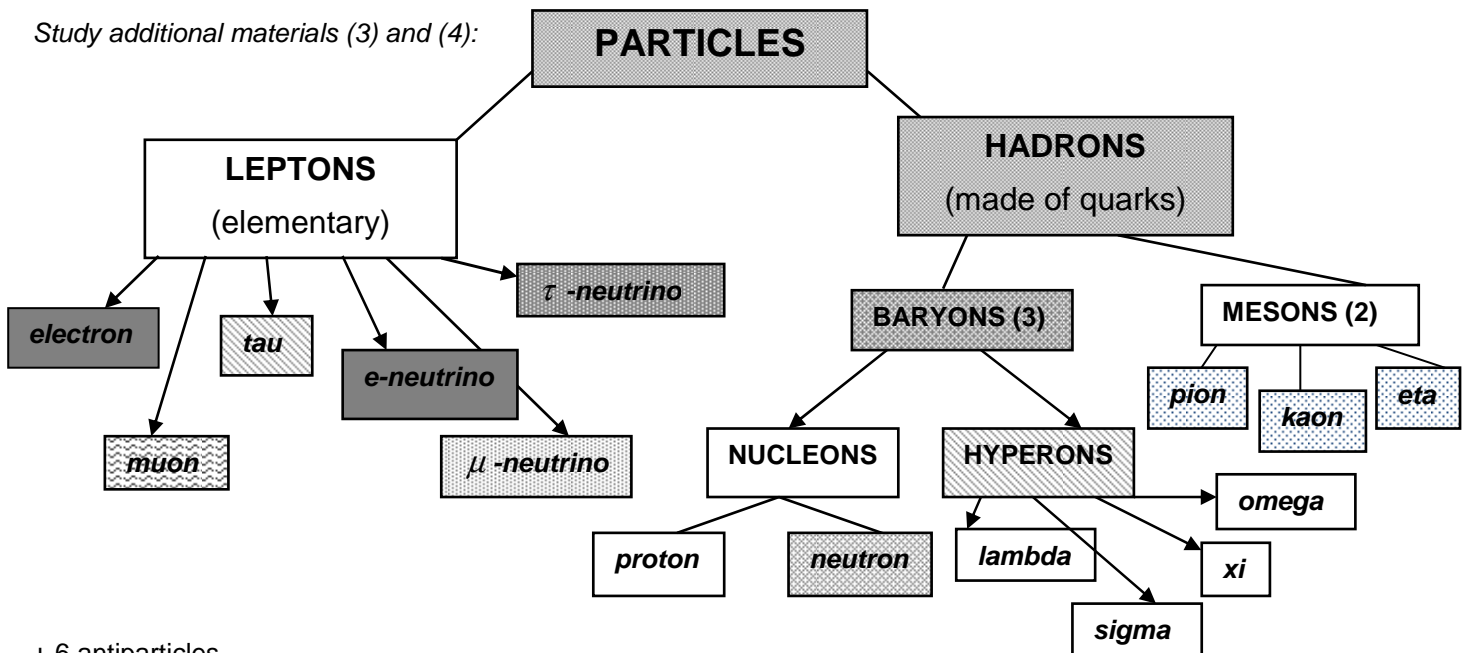 Study additional materials (3) and (4):
PARTICLES
LEPTONS
(elementary)
HADRONS
(made of quarks)
electron
muon
tau
e-neutrino
μ -neutrino
τ -neutrino
BARYONS (3)
MESONS (2)
pion
kaon
eta
NUCLEONS
HYPERONS
proton
neutron
lambda
sigma
xi
omega
+ 6 antiparticles